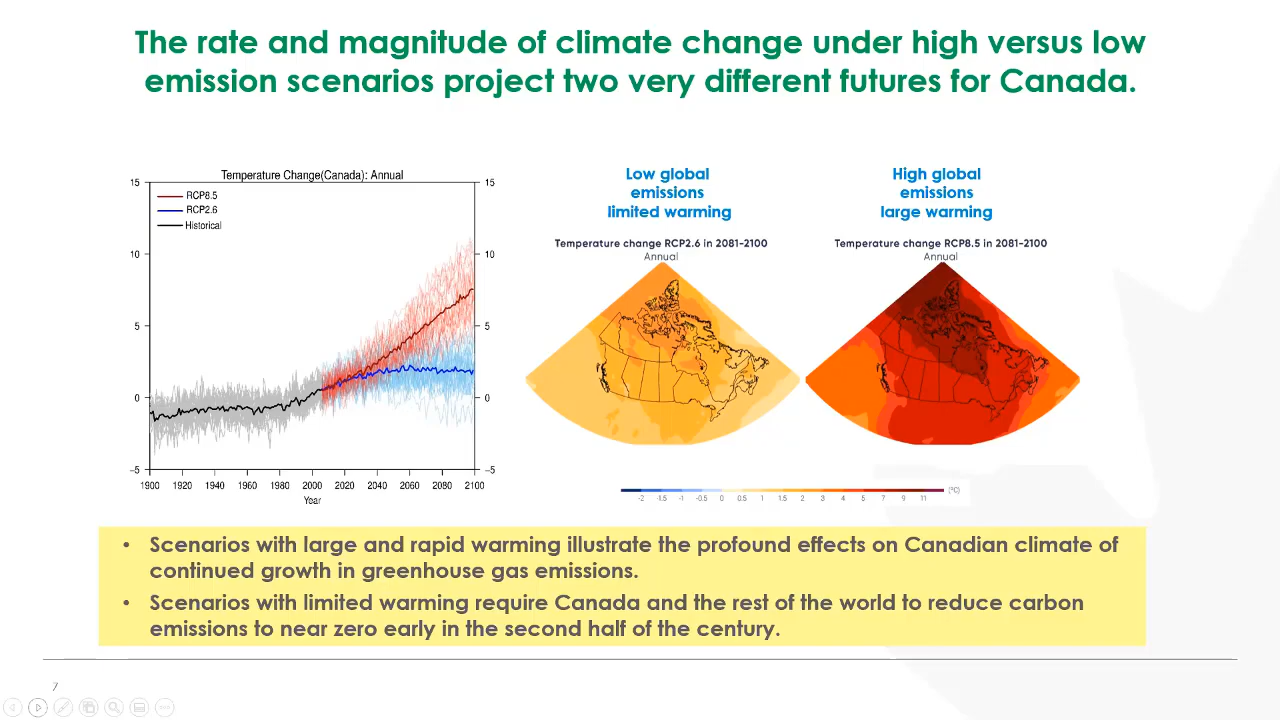 The rate and magnitude of climate change under high versus low
emission scenarios project two very different futures for Canada.
Temperature Change(Canada): Annual
15
10
5
0
−5
15
10
5
0
−5
RCP8.5
RCP2.6
Historical
1900 1920 1940 1960 1980 2000 2020 2040 2060 2080 2100
Year
Low global
emissions
limited warming
Temperature change RCP2.6 in 2081-2100
Annual
High global
emissions
large warming
Temperature change RCP8.5 in 2081-2100
Annual
-2 -1.5 -1 -0.5 0 0.5 1 1.5 2 3 4 5 7 9 11 (°C)
• Scenarios with large and rapid warming illustrate the profound effects on Canadian climate of
continued growth in greenhouse gas emissions.
• Scenarios with limited warming require Canada and the rest of the world to reduce carbon
emissions to near zero early in the second half of the century.
7